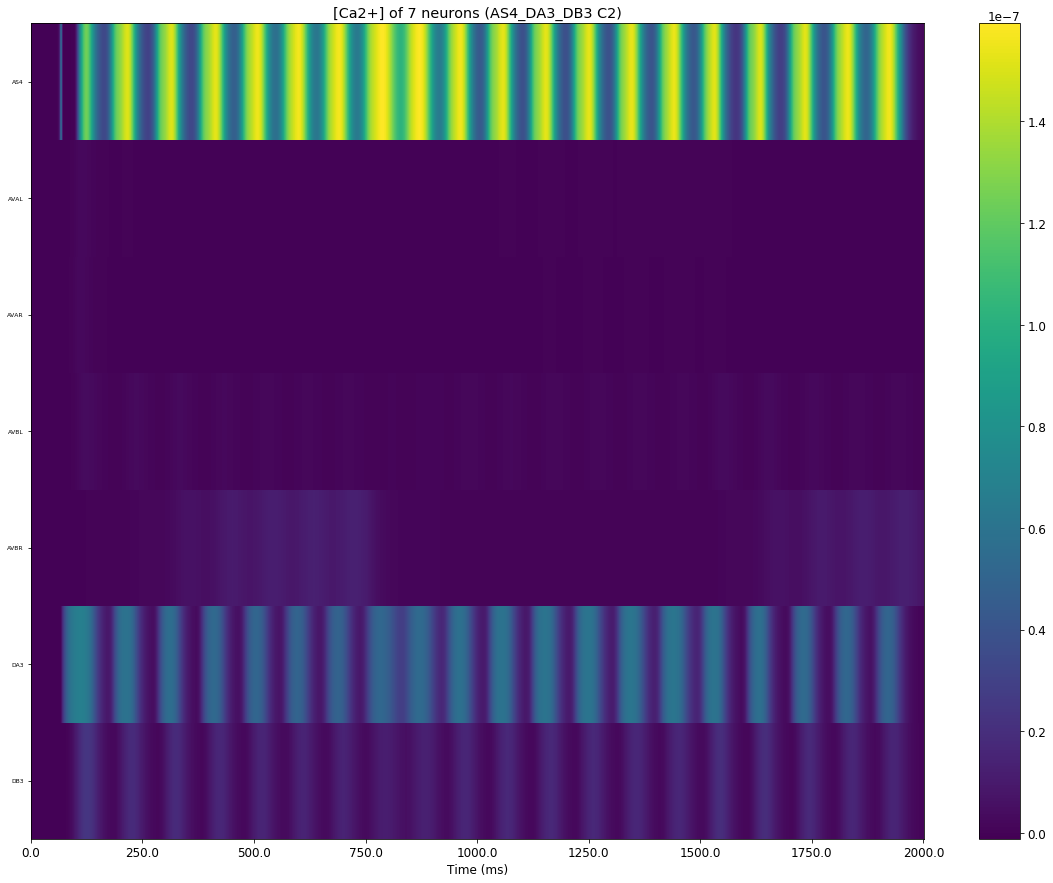 [Ca2+] of 7 neurons (AS4_DA3_DB3 C2)
1e−7
AS4
AVAL
AVAR
AVBL
AVBR
DA3
DB3
1.4
1.2
1.0
0.8
0.6
0.4
0.2
0.0
0.0 250.0 500.0 750.0 1000.0 1250.0 1500.0 1750.0 2000.0
Time (ms)